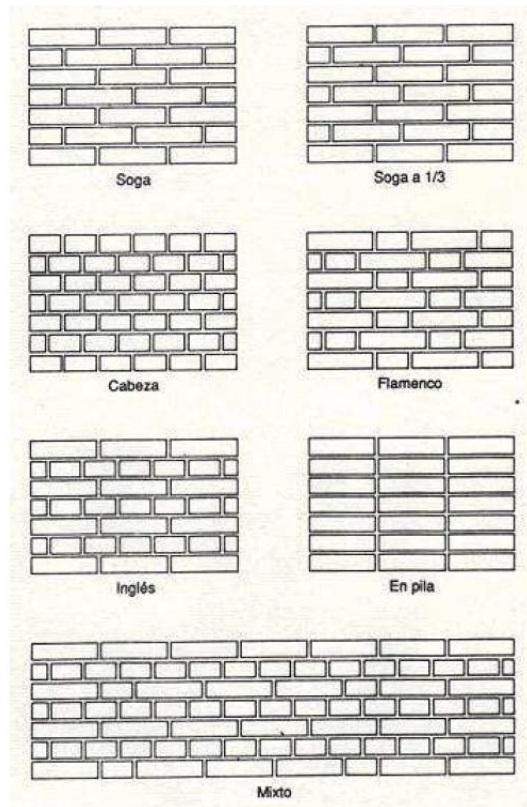 Soga
Soga a 1/3
Cabeza
Flamenco
Inglés
En pila
Mixto